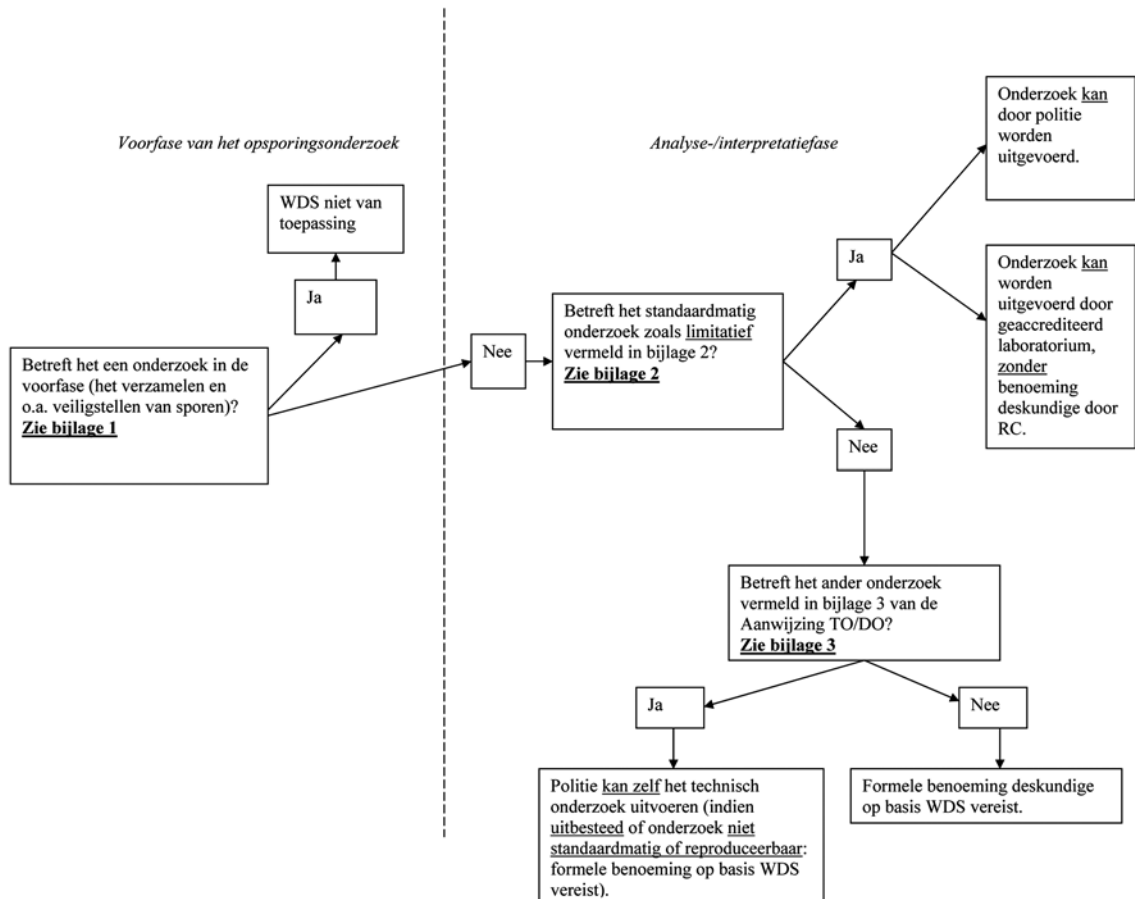 Voorfase van het opsporingsonderzoek
Analyse-/interpretatiefase
WDS niet van
toepassing
Ja
Betreft het een onderzoek in de
voorfase (het verzamelen en
o.a. veiligstellen van sporen)?
Zie bijlage 1
Nee
Betreft het standaardmatig
onderzoek zoals limitatief
vermeld in bijlage 2?
Zie bijlage 2
Ja
Onderzoek kan
door politie
worden
uitgevoerd.
Onderzoek kan
worden
uitgevoerd door
geaccrediteerd
laboratorium,
zonder
benoeming
deskundige door
RC.
Nee
Betreft het ander onderzoek
vermeld in bijlage 3 van de
Aanwijzing TO/DO?
Zie bijlage 3
Ja
Nee
Politie kan zelf het technisch
onderzoek uitvoeren (indien
uitbesteed of onderzoek niet
standaardmatig of reproduceerbaar:
formele benoeming op basis WDS
vereist).
Formele benoeming deskundige
op basis WDS vereist.